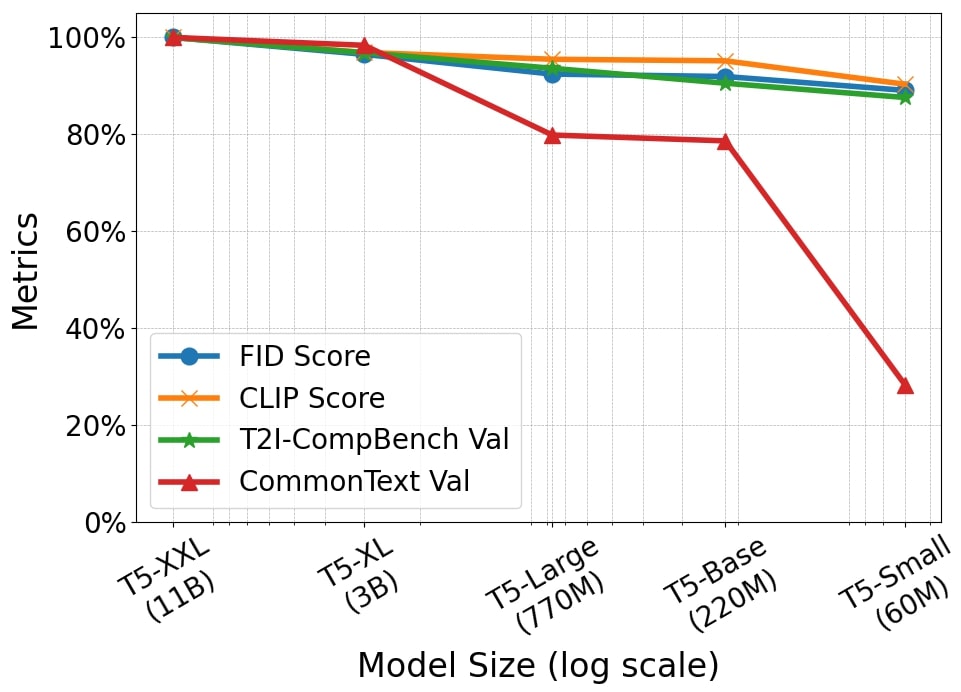 100%
80%
60%
40%
20%
0%
Metrics
FID Score
CLIP Score
T2I-CompBench Val
CommonText Val
T5-XXL
(11B)
T5-XL
(3B)
T5-Large
(770M)
T5-Base
(220M)
T5-Small
(60M)
Model Size (log scale)